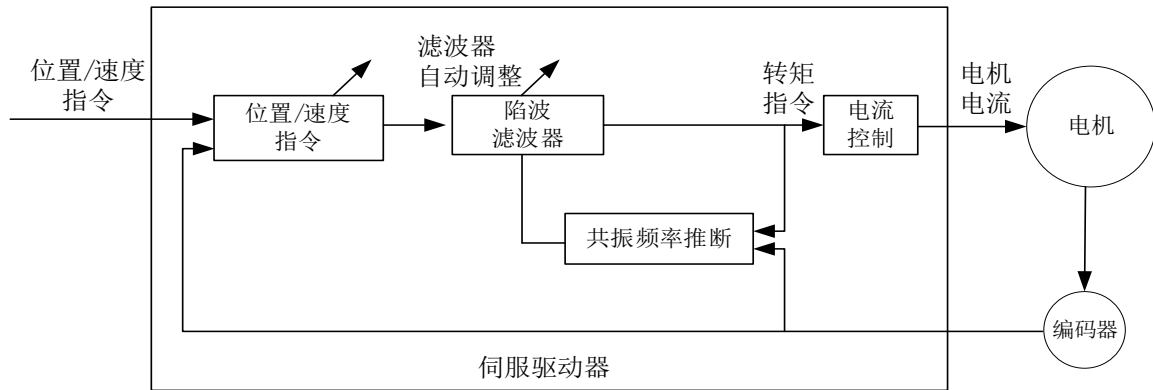 位置/速度
指令
位置/速度
指令
滤波器
自动调整
陷波
滤波器
转矩
指令
电流
控制
电机
电流
电机
共振频率推断
编码器
伺服驱动器